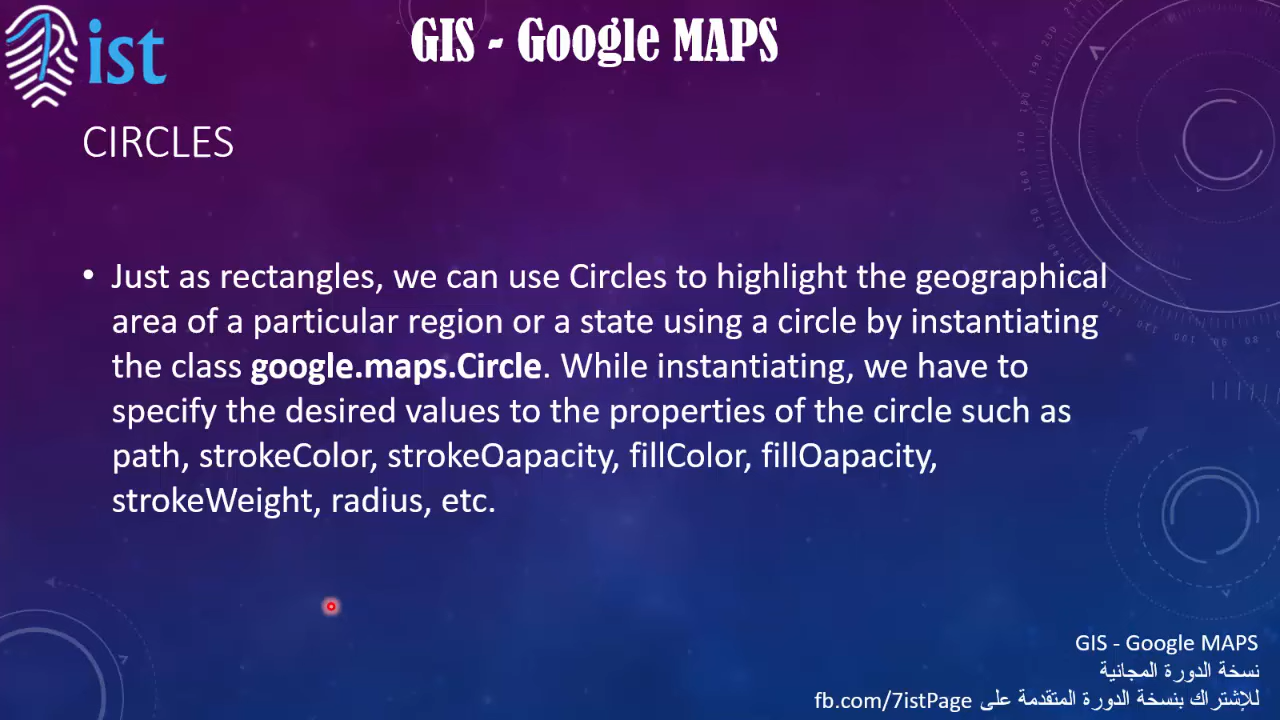 ist
GIS - Google MAPS
CIRCLES
• Just as rectangles, we can use Circles to highlight the geographical
area of a particular region or a state using a circle by instantiating
the class google.maps.Circle. While instantiating, we have to
specify the desired values to the properties of the circle such as
path, strokeColor, strokeOapacity, fillColor, fillOapacity,
strokeWeight, radius, etc.
GIS - Google MAPS
نسخة الدورة المجانية
للإشتراك بنسخة الدورة المتقدمة على fb.com/7istPage